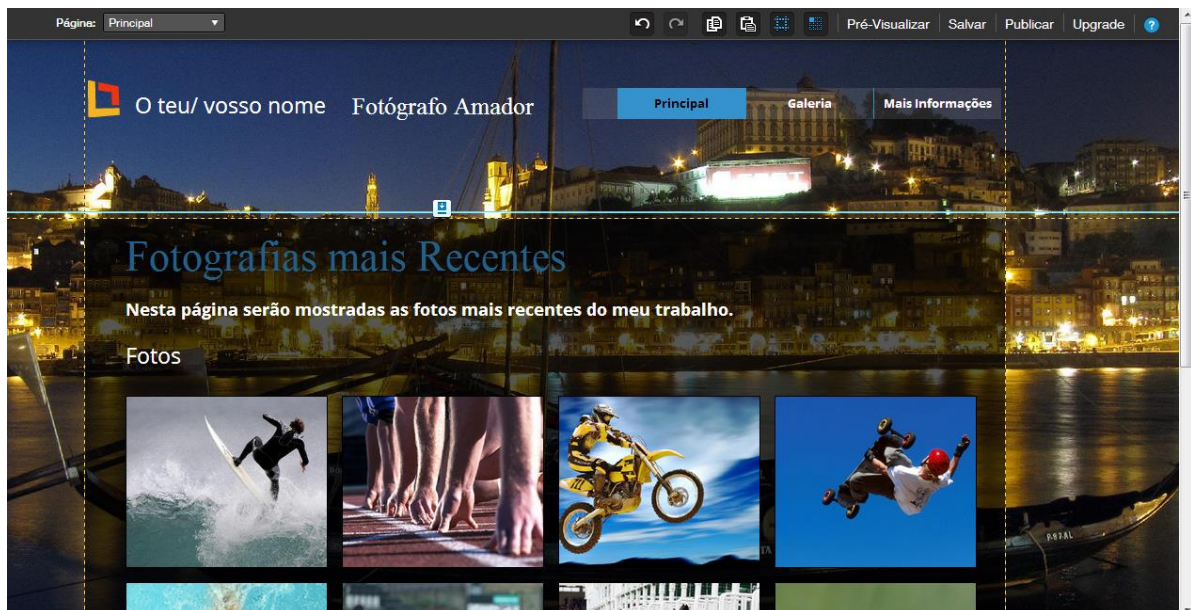 Página: Principal
Pré-Visualizar Salvar Publicar Upgrade ?
O teu/ vosso nome Fotógrafo Amador
Principal Galeria Mais Informações
Fotografias mais Recentes
Nesta página serão mostradas as fotos mais recentes do meu trabalho.
Fotos